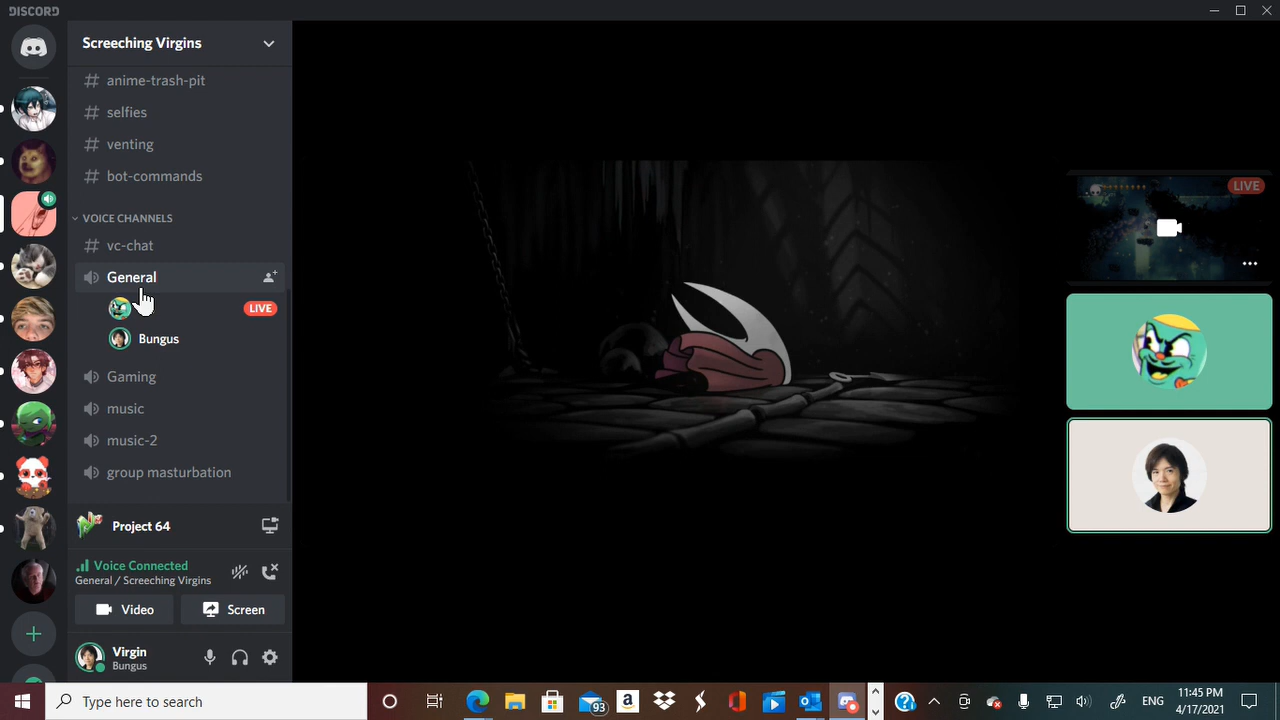 DISCORD
Screeching Virgins
# anime-trash-pit
# selfies
# venting
# bot-commands
VOICE CHANNELS
# vc-chat
General
LIVE
Bungus
Gaming
music
music-2
group masturbation
Project 64
Voice Connected
General / Screeching Virgins
Video
Screen
Virgin
Bungus
LIVE
Type here to search
93
a
ENG
11:45 PM
4/17/2021